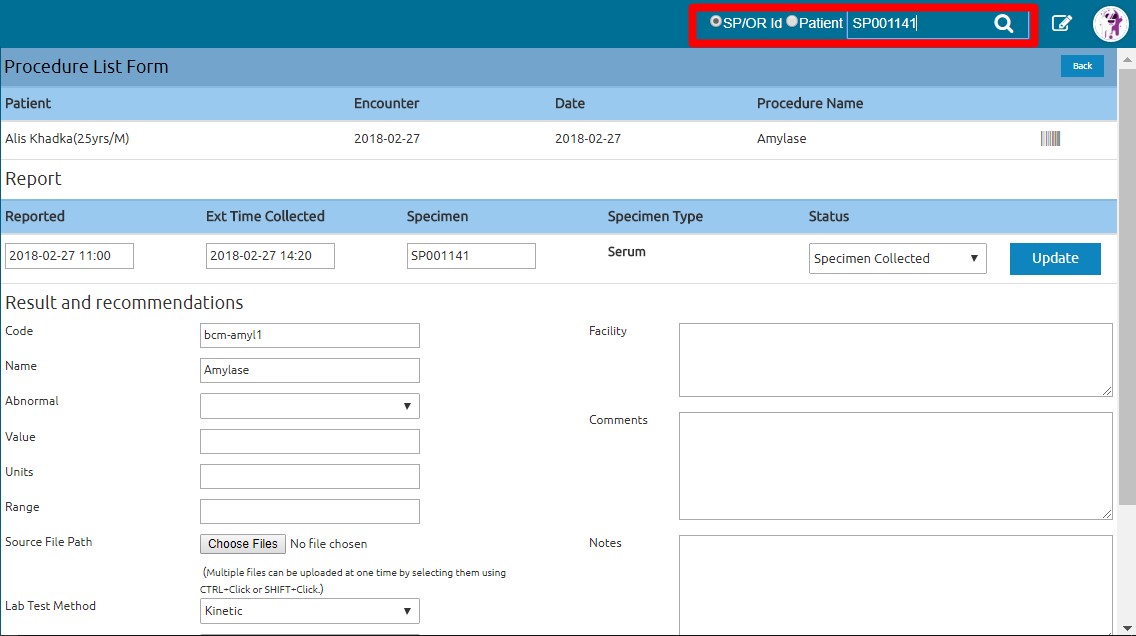 SP/OR Id Patient SP001141
Procedure List Form Back
Patient Encounter Date Procedure Name
Alis Khadka(25yrs/M) 2018-02-27 2018-02-27 Amylase
Report
Reported Ext Time Collected Specimen Specimen Type Status
2018-02-27 11:00 2018-02-27 14:20 SP001141 Serum Specimen Collected Update
Result and recommendations
Code bcm-amyl1 Facility
Name Amylase
Abnormal
Comments
Value
Units
Range
Source File Path Choose Files No file chosen Notes
(Multiple files can be uploaded at one time by selecting them using
CTRL+Click or SHIFT+Click.)
Lab Test Method Kinetic